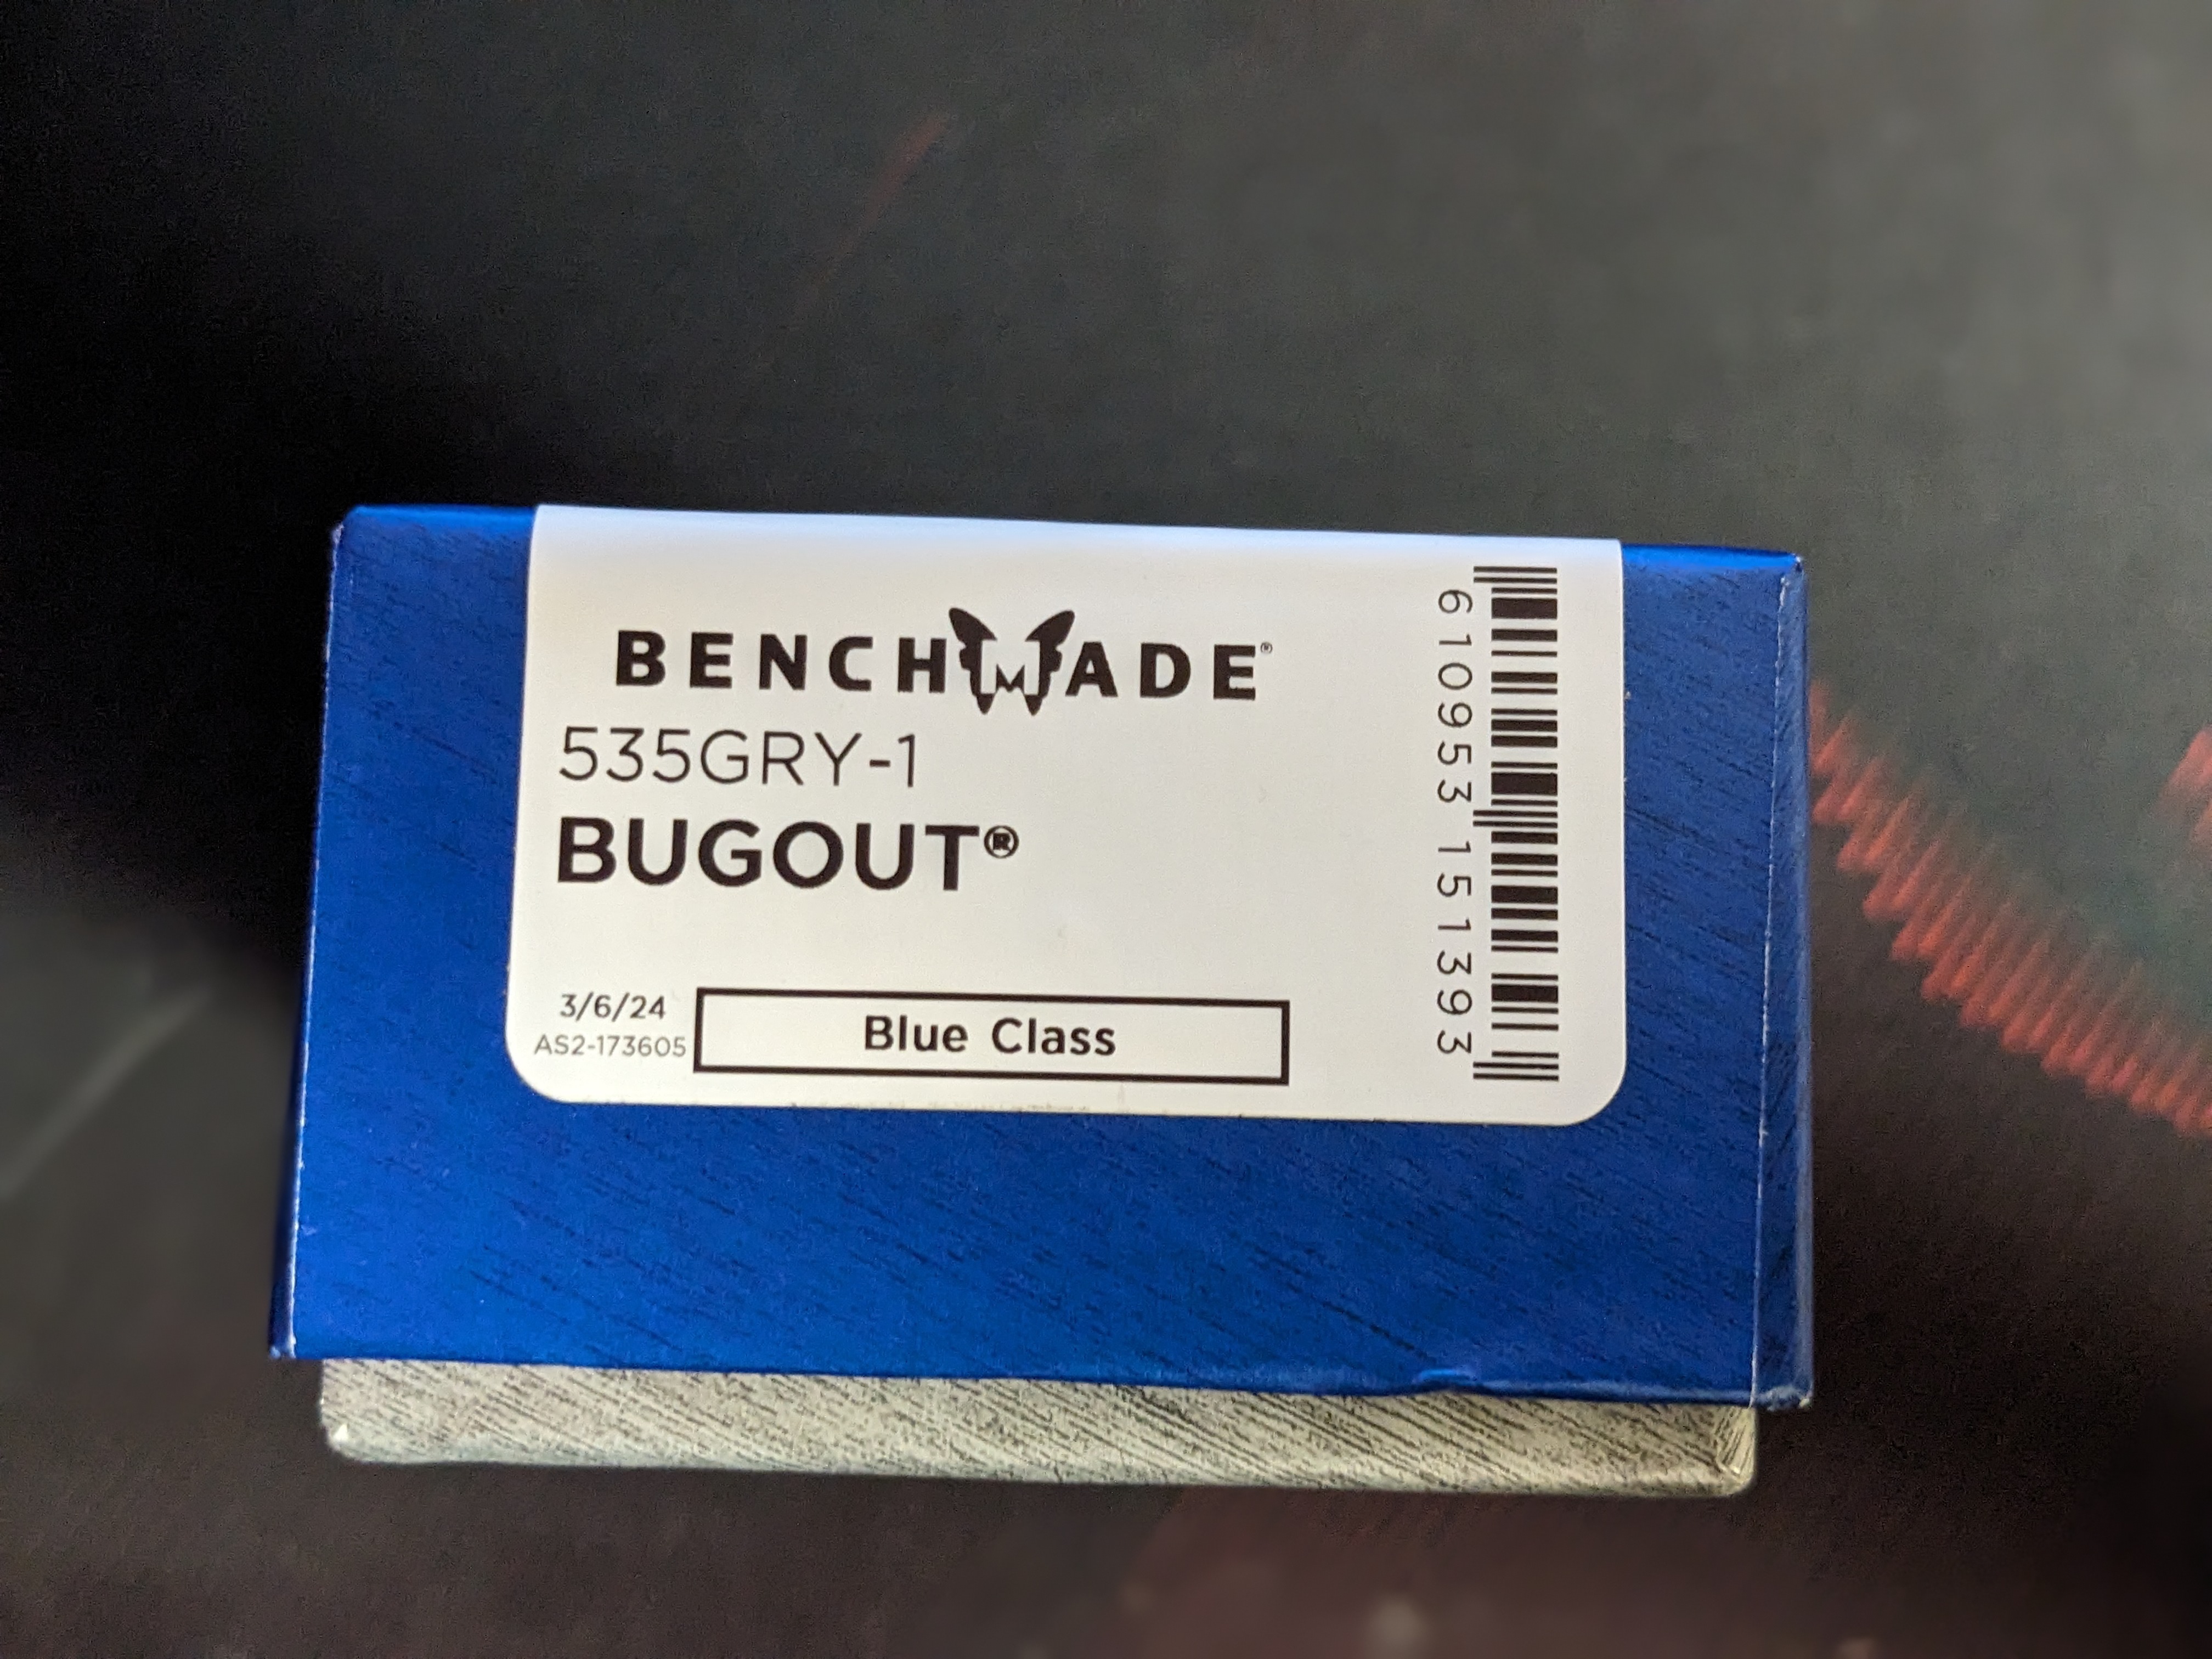 BENCHMADE®
535GRY-1
BUGOUT®
3/6/24
AS2-173605
Blue Class
610953 151393